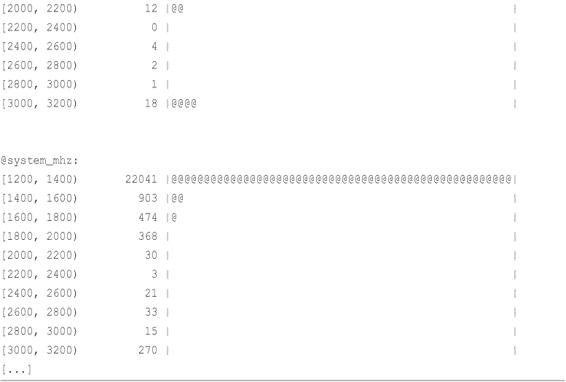 [2000, 2200)          12 |@@                                                  |
[2200, 2400)           0 |                                                    |
[2400, 2600)           4 |                                                    |
[2600, 2800)           2 |                                                    |
[2800, 3000)           1 |                                                    |
[3000, 3200)          18 |@@@@                                                |
@system_mhz:
[1200, 1400)       22041 |@@@@@@@@@@@@@@@@@@@@@@@@@@@@@@@@@@@@@@@@@@@@@@@@@@@@|
[1400, 1600)         903 |@@                                                  |
[1600, 1800)         474 |@                                                   |
[1800, 2000)         368 |                                                    |
[2000, 2200)          30 |                                                    |
[2200, 2400)           3 |                                                    |
[2400, 2600)          21 |                                                    |
[2600, 2800)          33 |                                                    |
[2800, 3000)          15 |                                                    |
[3000, 3200)         270 |                                                    |
[...]